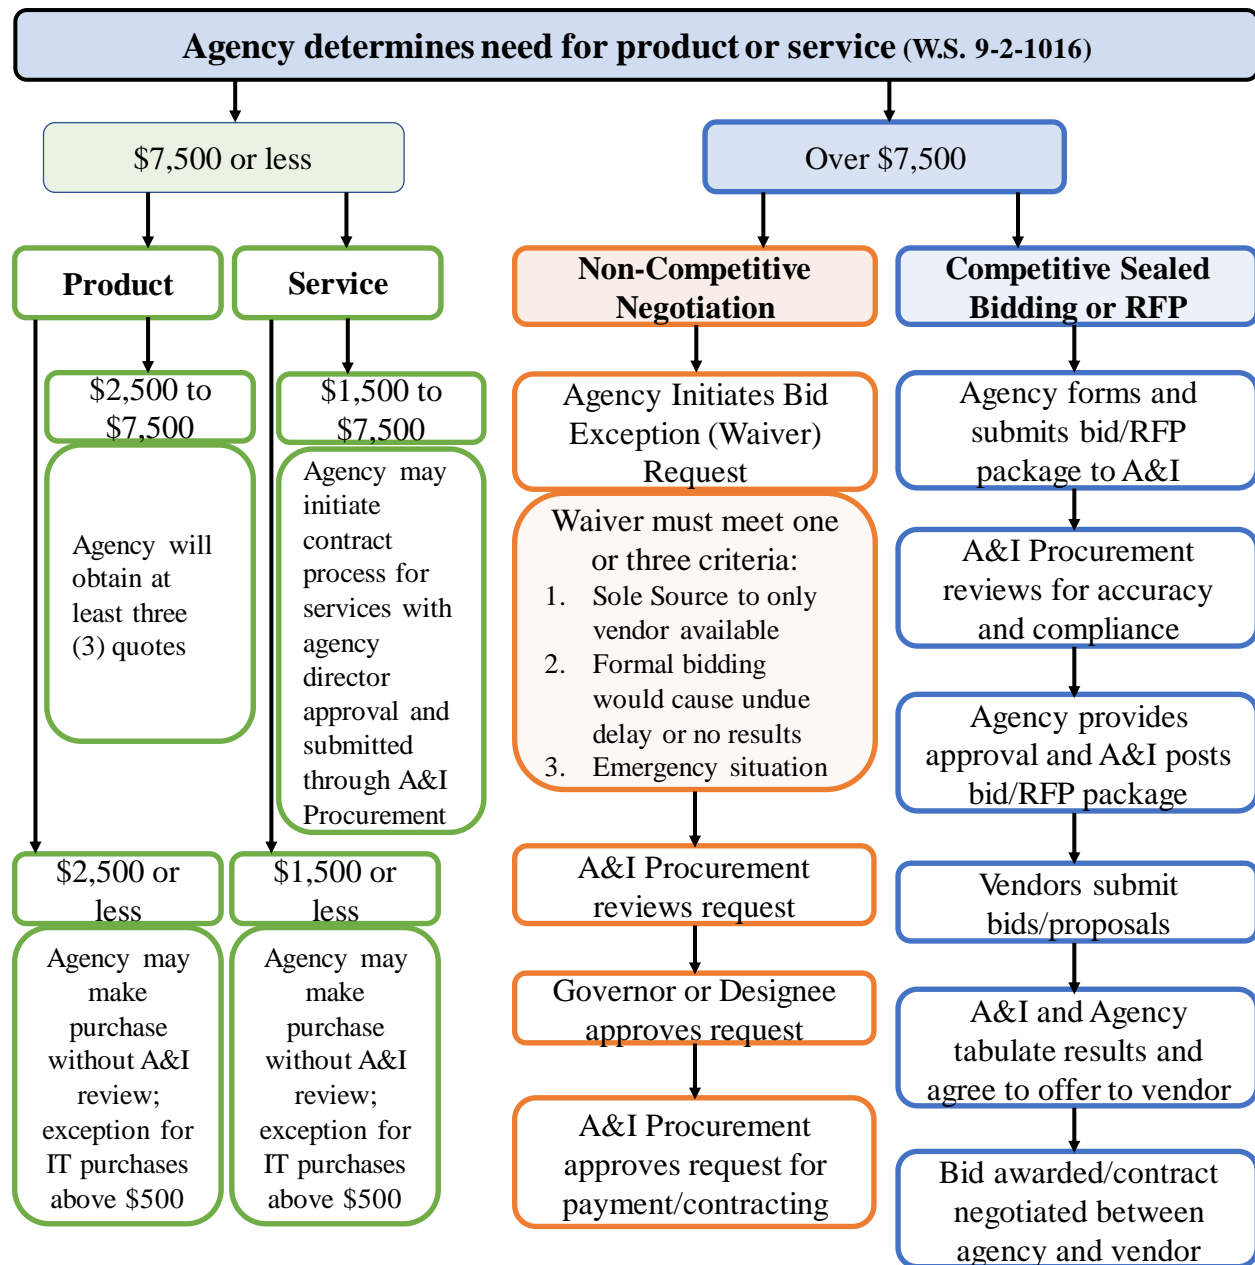 Agency determines need for product or service (W.S. 9-2-1016)
$7,500 or less
Over $7,500
Product
Service
$2,500 to
$7,500
Agency will
obtain at
least three
(3) quotes
$1,500 to
$7,500
Agency may
initiate
contract
process for
services with
agency
director
approval and
submitted
through A&I
Procurement
$2,500 or
less
Agency may
make
purchase
without A&I
review;
exception for
IT purchases
above $500
$1,500 or
less
Agency may
make
purchase
without A&I
review;
exception for
IT purchases
above $500
Non-Competitive
Negotiation
Agency Initiates Bid
Exception (Waiver)
Request
Waiver must meet one
or three criteria:
1. Sole Source to only
vendor available
2. Formal bidding
would cause undue
delay or no results
3. Emergency situation
A&I Procurement
reviews request
Governor or Designee
approves request
A&I Procurement
approves request for
payment/contracting
Competitive Sealed
Bidding or RFP
Agency forms and
submits bid/RFP
package to A&I
A&I Procurement
reviews for accuracy
and compliance
Agency provides
approval and A&I posts
bid/RFP package
Vendors submit
bids/proposals
A&I and Agency
tabulate results and
agree to offer to vendor
Bid awarded/contract
negotiated between
agency and vendor